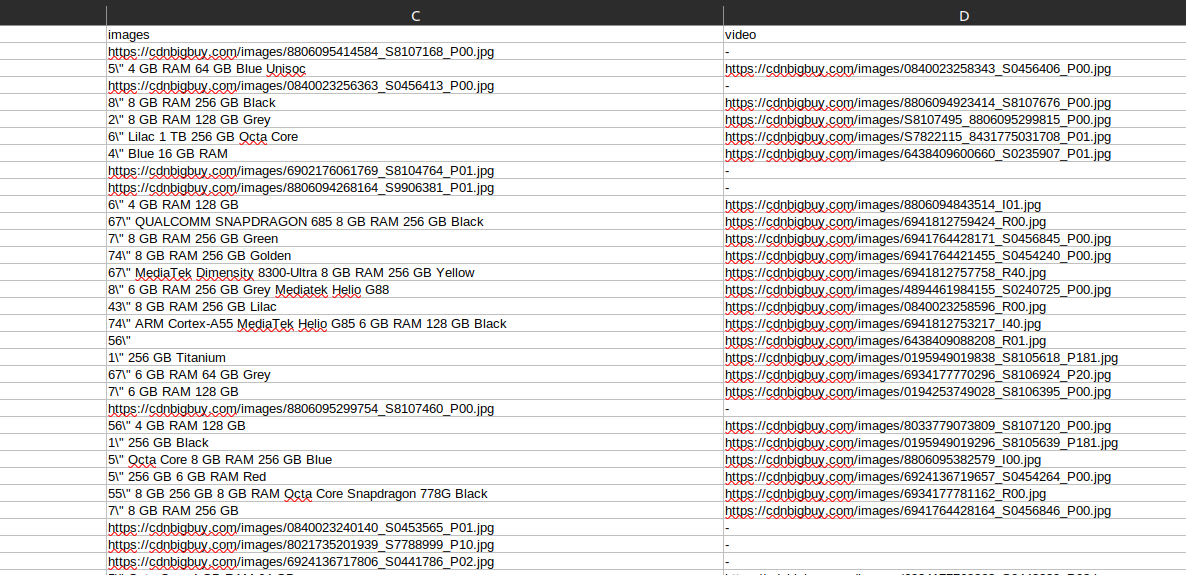 C D
images video
https://cdnbigbuy.com/images/8806095414584_S8107168_P00.jpg -
5\" 4 GB RAM 64 GB Blue Unisoc https://cdnbigbuy.com/images/0840023258343_S0456406_P00.jpg
https://cdnbigbuy.com/images/0840023256363_S0456413_P00.jpg -
8\" 8 GB RAM 256 GB Black https://cdnbigbuy.com/images/8806094923414_S8107676_P00.jpg
2\" 8 GB RAM 128 GB Grey https://cdnbigbuy.com/images/S8107495_8806095299815_P00.jpg
6\" Lilac 1 TB 256 GB Octa Core https://cdnbigbuy.com/images/S7822115_8431775031708_P01.jpg
4\" Blue 16 GB RAM https://cdnbigbuy.com/images/6438409600660_S0235907_P01.jpg
https://cdnbigbuy.com/images/6902176061769_S8104764_P01.jpg -
https://cdnbigbuy.com/images/8806094268164_S9906381_P01.jpg -
6\" 4 GB RAM 128 GB https://cdnbigbuy.com/images/8806094843514_I01.jpg
67\" QUALCOMM SNAPDRAGON 685 8 GB RAM 256 GB Black https://cdnbigbuy.com/images/6941812759424_R00.jpg
7\" 8 GB RAM 256 GB Green https://cdnbigbuy.com/images/6941764428171_S0456845_P00.jpg
74\" 8 GB RAM 256 GB Golden https://cdnbigbuy.com/images/6941764421455_S0454240_P00.jpg
67\" MediaTek Dimensity 8300-Ultra 8 GB RAM 256 GB Yellow https://cdnbigbuy.com/images/6941812757758_R40.jpg
8\" 6 GB RAM 256 GB Grey Mediatek Helio G88 https://cdnbigbuy.com/images/4894461984155_S0240725_P00.jpg
43\" 8 GB RAM 256 GB Lilac https://cdnbigbuy.com/images/0840023258596_R00.jpg
74\" ARM Cortex-A55 MediaTek Helio G85 6 GB RAM 128 GB Black https://cdnbigbuy.com/images/6941812753217_I40.jpg
56\" https://cdnbigbuy.com/images/6438409088208_R01.jpg
1\" 256 GB Titanium https://cdnbigbuy.com/images/0195949019838_S8105618_P181.jpg
67\" 6 GB RAM 64 GB Grey https://cdnbigbuy.com/images/6934177770296_S8106924_P20.jpg
7\" 6 GB RAM 128 GB https://cdnbigbuy.com/images/0194253749028_S8106395_P00.jpg
https://cdnbigbuy.com/images/8806095299754_S8107460_P00.jpg -
56\" 4 GB RAM 128 GB https://cdnbigbuy.com/images/8033779073809_S8107120_P00.jpg
1\" 256 GB Black https://cdnbigbuy.com/images/0195949019296_S8105639_P181.jpg
5\" Octa Core 8 GB RAM 256 GB Blue https://cdnbigbuy.com/images/8806095382579_I00.jpg
5\" 256 GB 6 GB RAM Red https://cdnbigbuy.com/images/6924136719657_S0454264_P00.jpg
55\" 8 GB 256 GB 8 GB RAM Octa Core Snapdragon 778G Black https://cdnbigbuy.com/images/6934177781162_R00.jpg
7\" 8 GB RAM 256 GB https://cdnbigbuy.com/images/6941764428164_S0456846_P00.jpg
https://cdnbigbuy.com/images/0840023240140_S0453565_P01.jpg -
https://cdnbigbuy.com/images/8021735201939_S7788999_P10.jpg -
https://cdnbigbuy.com/images/6924136717806_S0441786_P02.jpg -